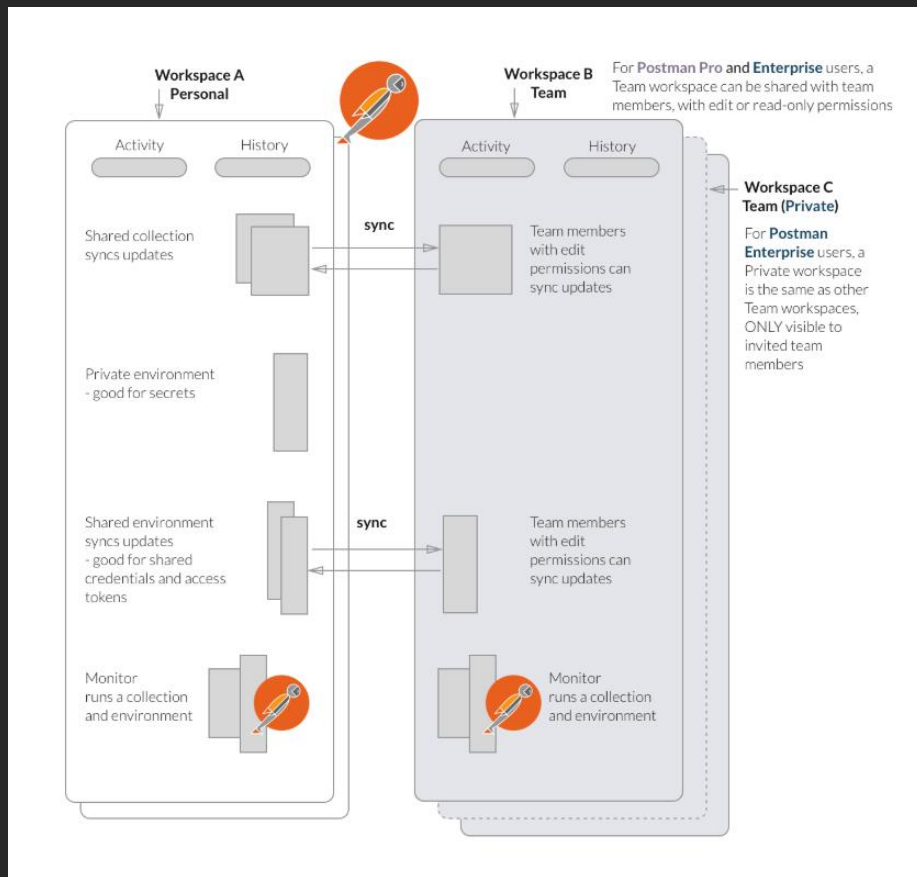 Workspace A
Personal
Workspace B
Team
For Postman Pro and Enterprise users, a
Team workspace can be shared with team
members, with edit or read-only permissions
Activity
History
Activity
History
Workspace C
Team (Private)
For Postman
Enterprise users, a
Private workspace
is the same as other
Team workspaces,
ONLY visible to
invited team
members
Shared collection
syncs updates
sync
Team members
with edit
permissions can
sync updates
Private environment
- good for secrets
Shared environment
syncs updates
- good for shared
credentials and access
tokens
sync
Team members
with edit
permissions can
sync updates
Monitor
runs a collection
and environment
Monitor
runs a collection
and environment